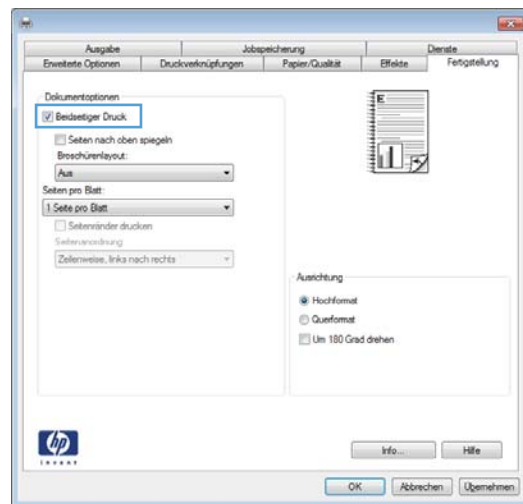 Ausgabe
Jobspeicherung
Dienste
Erweiterte Optionen
Druckverknüpfungen
Papier/Qualität
Effekte
Fertigstellung
Dokumentoptionen
Beidseitiger Druck
Seiten nach oben spiegeln
Broschürenlayout:
Aus
Seiten pro Blatt:
1 Seite pro Blatt
Seitenränder drucken
Seitenanordnung
Zeilenweise, links nach rechts
E
Ausrichtung
Hochformat
Querformat
Um 180 Grad drehen
hp
invent
Info...
Hilfe
OK
Abbrechen
Übernehmen